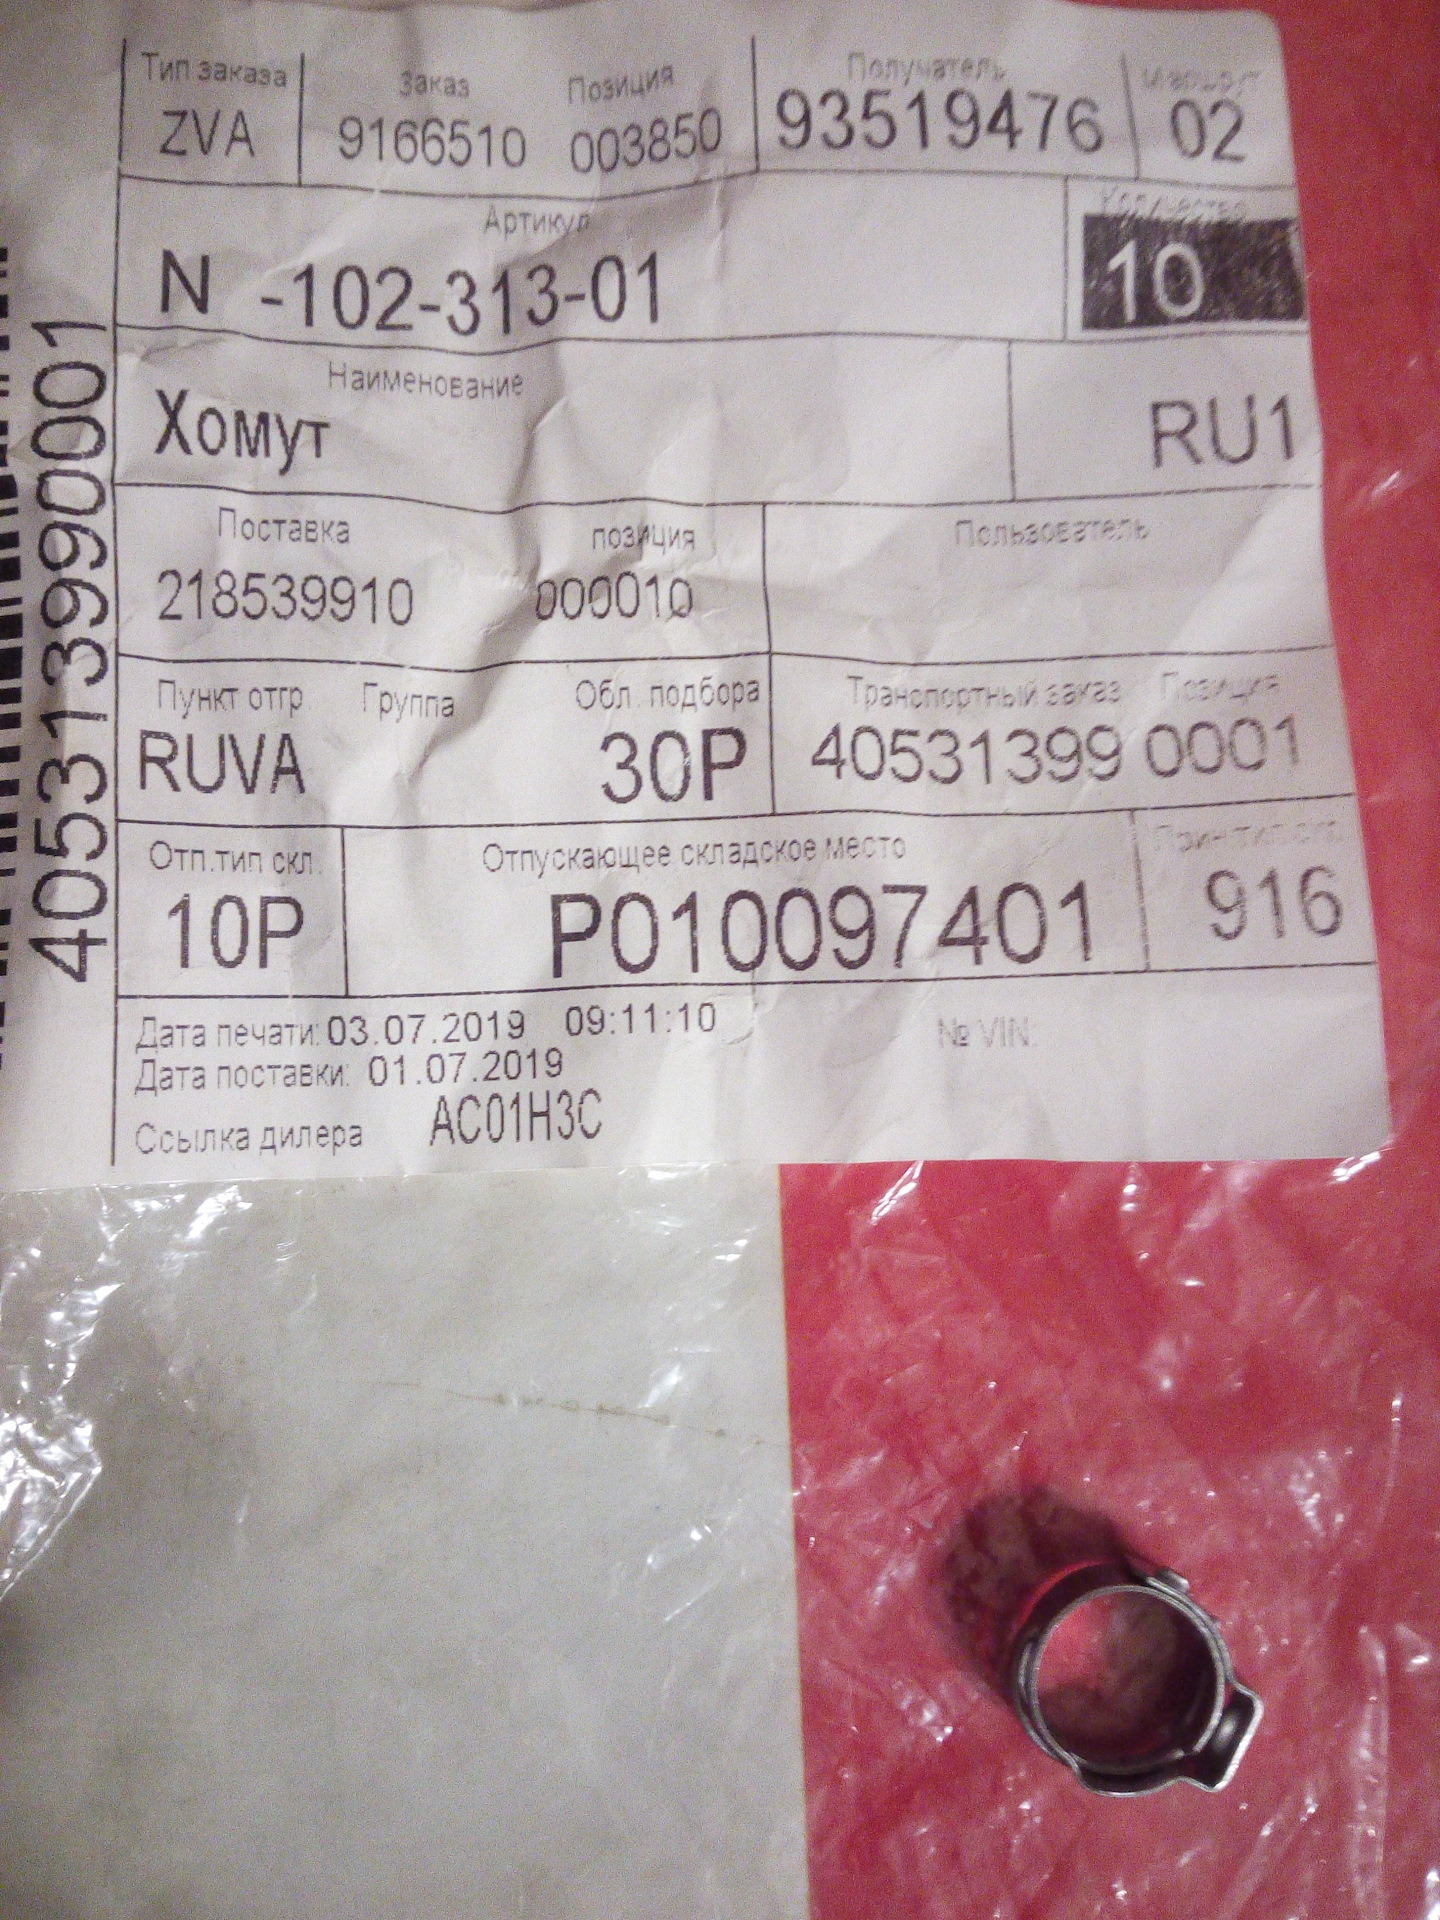 Тип заказа Заказ Позиция Получатель Маршрут
ZVA 9166510 003850 93519476 02
Артикул Количество
N -102-313-01 10
Наименование
Хомут RU1
Поставка позиция Пользователь
218539910 000010
Пункт отгр Группа Обл. подбора Транспортный заказ Позиция
RUVA 30P 40531399 0001
Отп.тип скл. Отпускающее складское место
10P P010097401 916
Дата печати: 03.07.2019 09:11:10 № VIN:
Дата поставки: 01.07.2019
Ссылка дилера AC01H3C
405313990001